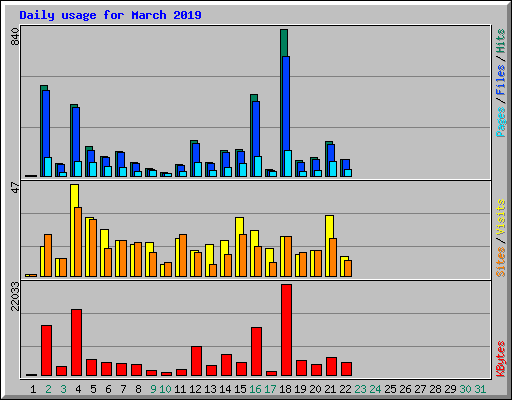 Daily usage for March 2019
840
Pages / Files / Hits
47
Sites / Visits
22033
KBytes
1 2 3 4 5 6 7 8 9 10 11 12 13 14 15 16 17 18 19 20 21 22 23 24 25 26 27 28 29 30 31